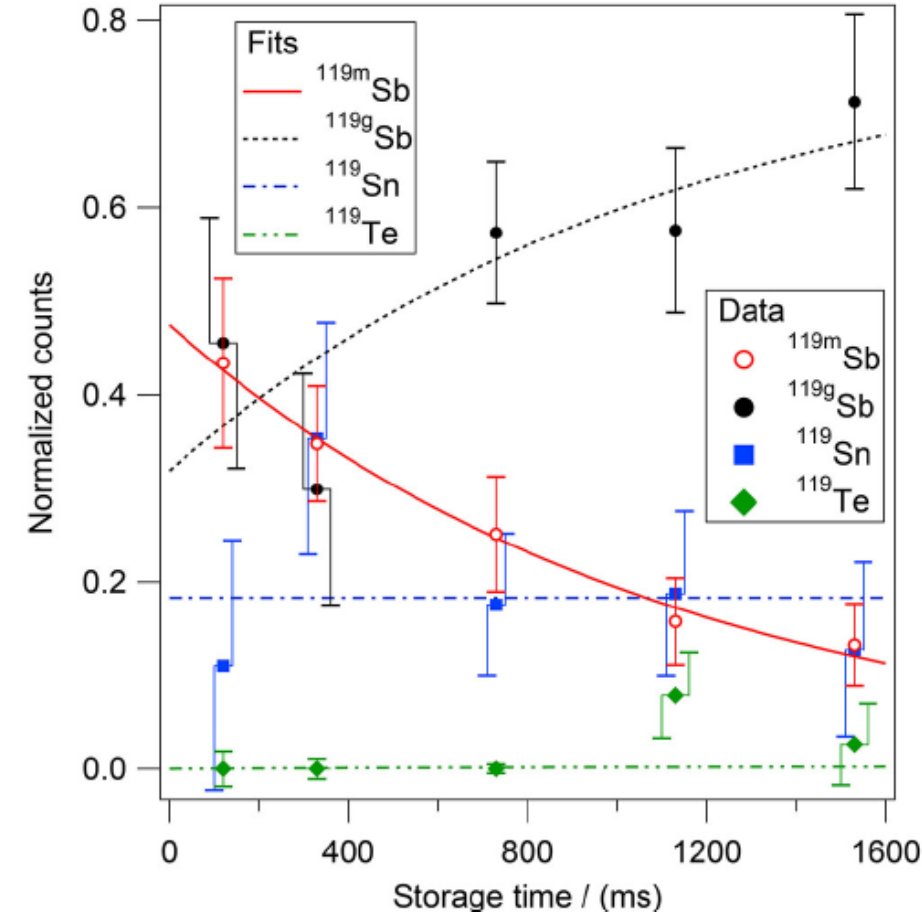 0.8
0.6
0.4
0.2
0.0
Normalized counts
Fits
119mSb
119gSb
119Sn
119Te
Data
119mSb
119gSb
119Sn
119Te
0 400 800 1200 1600
Storage time / (ms)